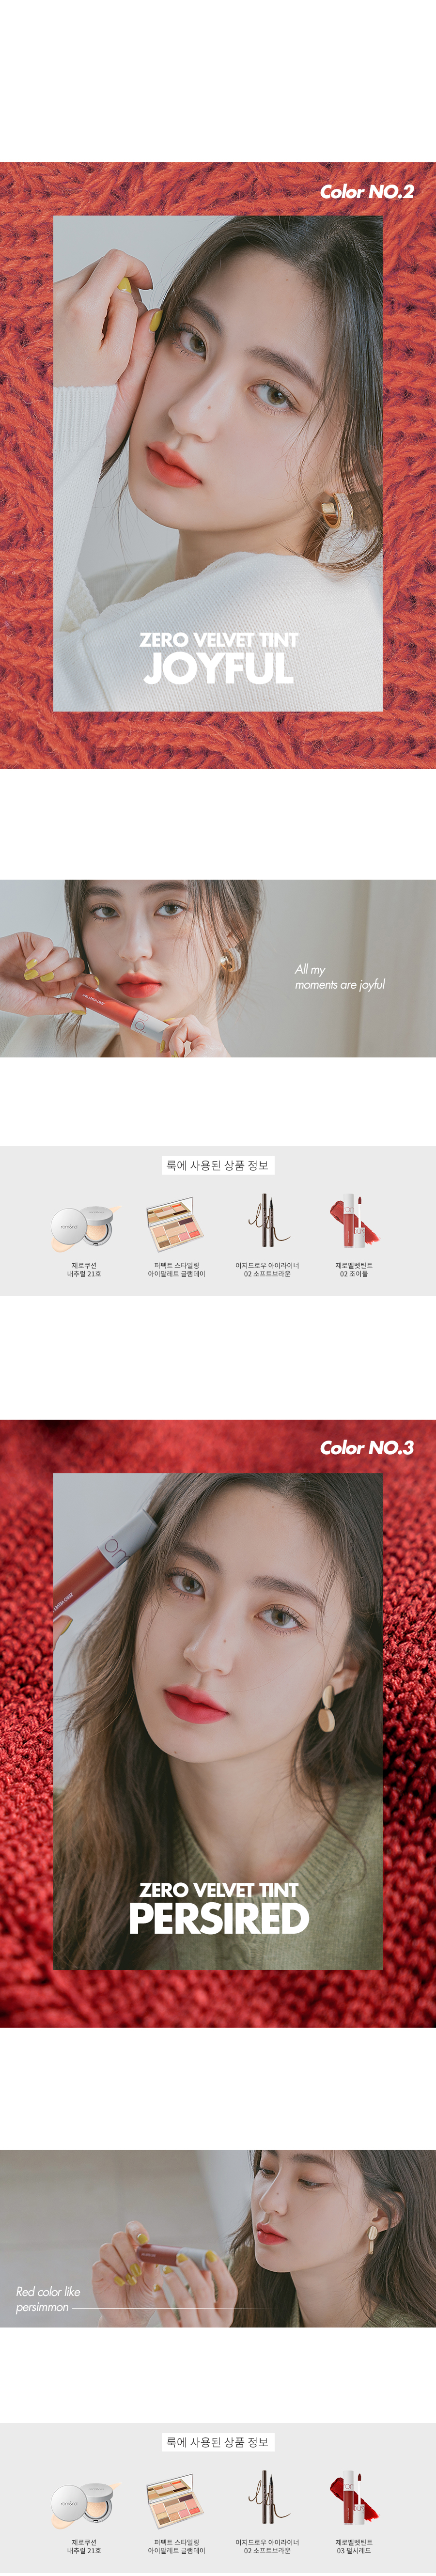 Color NO.2
ZERO VELVET TINT
JOYFUL
All my
moments are joyful
룩에 사용된 상품 정보
rom&nd
제로쿠션
내추럴 21호
퍼펙트 스타일링
아이팔레트 글램데이
이지드로우 아이라이너
02 소프트브라운
제로벨벳틴트
02 조이풀
Color NO.3
ZERO VELVET TINT
PERSIRED
Red color like
persimmon
룩에 사용된 상품 정보
rom&nd
제로쿠션
내추럴 21호
퍼펙트 스타일링
아이팔레트 글램데이
이지드로우 아이라이너
02 소프트브라운
제로벨벳틴트
03 펄시레드